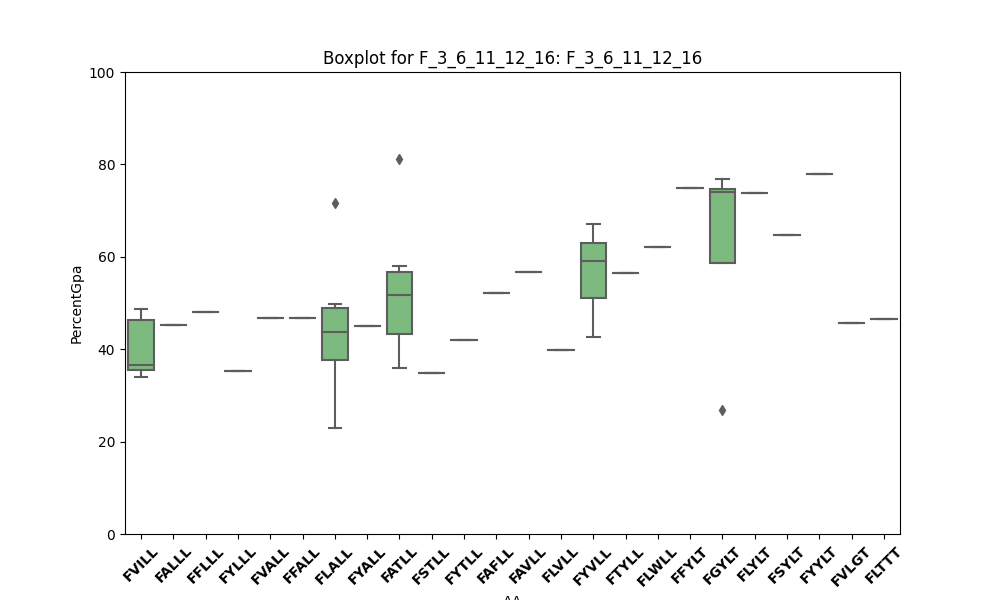 Boxplot for F_3_6_11_12_16: F_3_6_11_12_16
PercentGpa
100
80
60
40
20
0
FVILL
FALLL
FFLLL
FYLLL
FVALL
FFALL
FLALL
FYALL
FATLL
FSTLL
FYTLL
FAFLL
FAVLL
FLVLL
FYVLL
FTYLL
FLWLL
FFYLT
FGYLT
FLYLT
FSYLT
FYYLT
FVLGT
FLTTT
AA